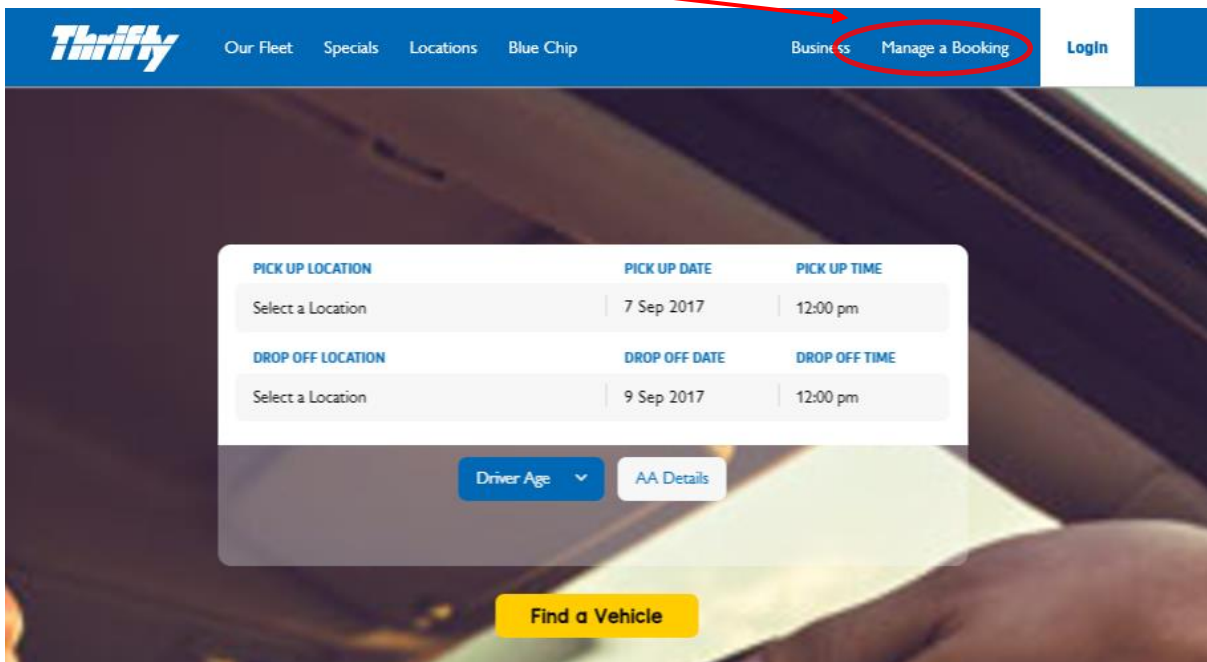 Thrifty Our Fleet Specials Locations Blue Chip Business Manage a Booking LogIn
PICK UP LOCATION PICK UP DATE PICK UP TIME
Select a Location 7 Sep 2017 12:00 pm
DROP OFF LOCATION DROP OFF DATE DROP OFF TIME
Select a Location 9 Sep 2017 12:00 pm
Driver Age AA Details
Find a Vehicle